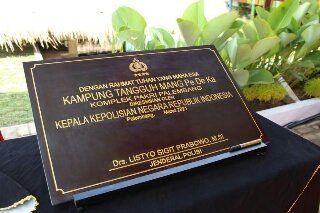 DENGAN RAHMAT TUHAN YANG MAHA ESA
KAMPUNG TANGGUH MANG Pe De Ka
KOMPLEK PAKRI PALEMBANG
DIRESMIKAN OLEH
KEPALA KEPOLISIAN NEGARA REPUBLIK INDONESIA
Palembang, Maret 2021
Drs. LISTYO SIGIT PRABOWO, M.Si.
JENDERAL POLISI